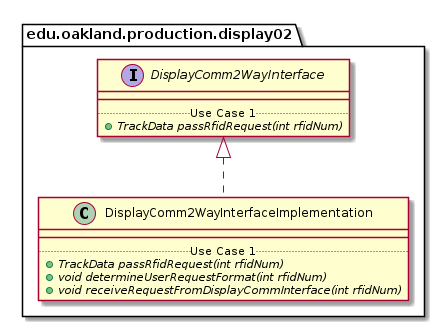 edu.oakland.production.display02
I DisplayComm2WayInterface
Use Case 1
TrackData passRfidRequest(int rfidNum)
C DisplayComm2WayInterfaceImplementation
Use Case 1
TrackData passRfidRequest(int rfidNum)
void determineUserRequestFormat(int rfidNum)
void receiveRequestFromDisplayCommInterface(int rfidNum)